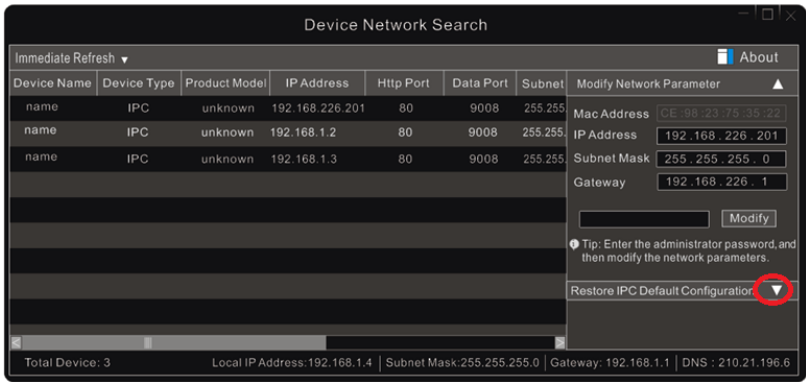 Device Network Search
Immediate Refresh ▼ About
Device Name Device Type Product Model IP Address Http Port Data Port Subnet
name IPC unknown 192.168.226.201 80 9008 255.255
name IPC unknown 192.168.1.2 80 9008 255.255.
name IPC unknown 192.168.1.3 80 9008 255.255.
Modify Network Parameter ▲
Mac Address CE:98:23:75:35:22
IP Address 192.168.226.201
Subnet Mask 255.255.255.0
Gateway 192.168.226.1
Modify
Tip: Enter the administrator password,and
then modify the network parameters.
Restore IPC Default Configuration ▼
Total Device: 3 Local IP Address:192.168.1.4 Subnet Mask:255.255.255.0 Gateway: 192.168.1.1 DNS : 210.21.196.6